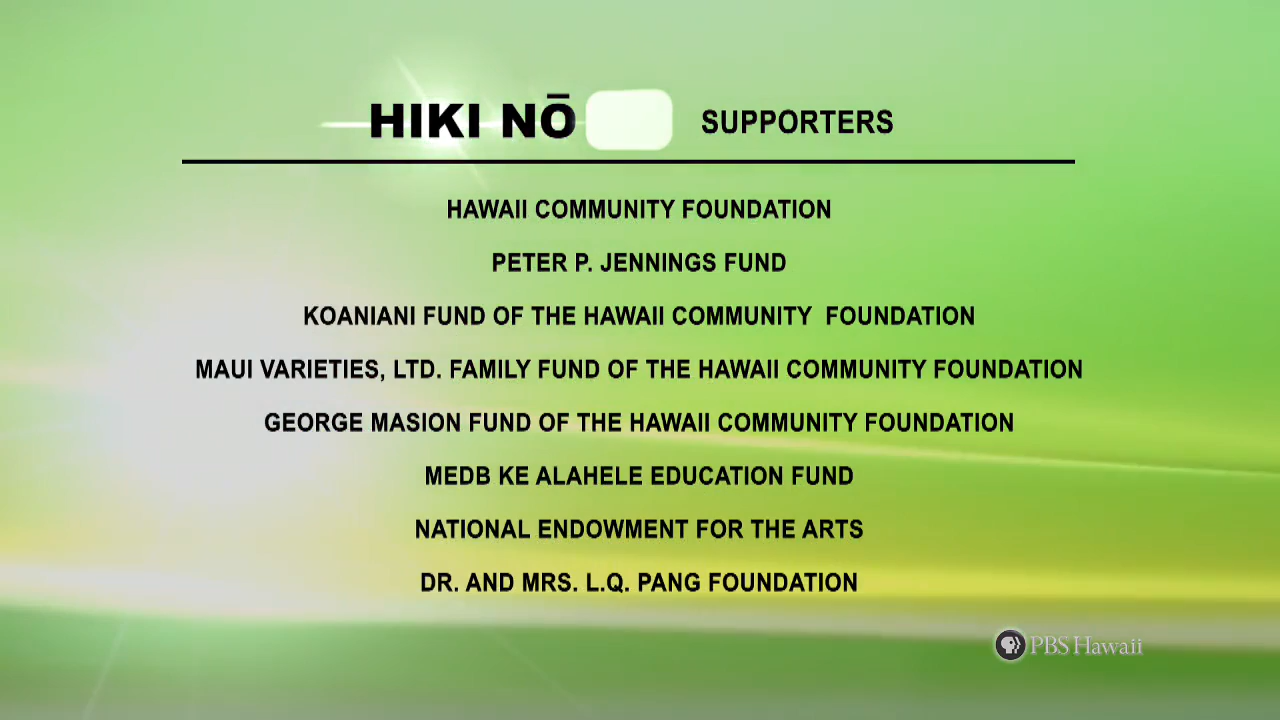 HIKI NŌ SUPPORTERS
HAWAII COMMUNITY FOUNDATION
PETER P. JENNINGS FUND
KOANIANI FUND OF THE HAWAII COMMUNITY FOUNDATION
MAUI VARIETIES, LTD. FAMILY FUND OF THE HAWAII COMMUNITY FOUNDATION
GEORGE MASION FUND OF THE HAWAII COMMUNITY FOUNDATION
MEDB KE ALAHELE EDUCATION FUND
NATIONAL ENDOWMENT FOR THE ARTS
DR. AND MRS. L.Q. PANG FOUNDATION
PBS Hawaii